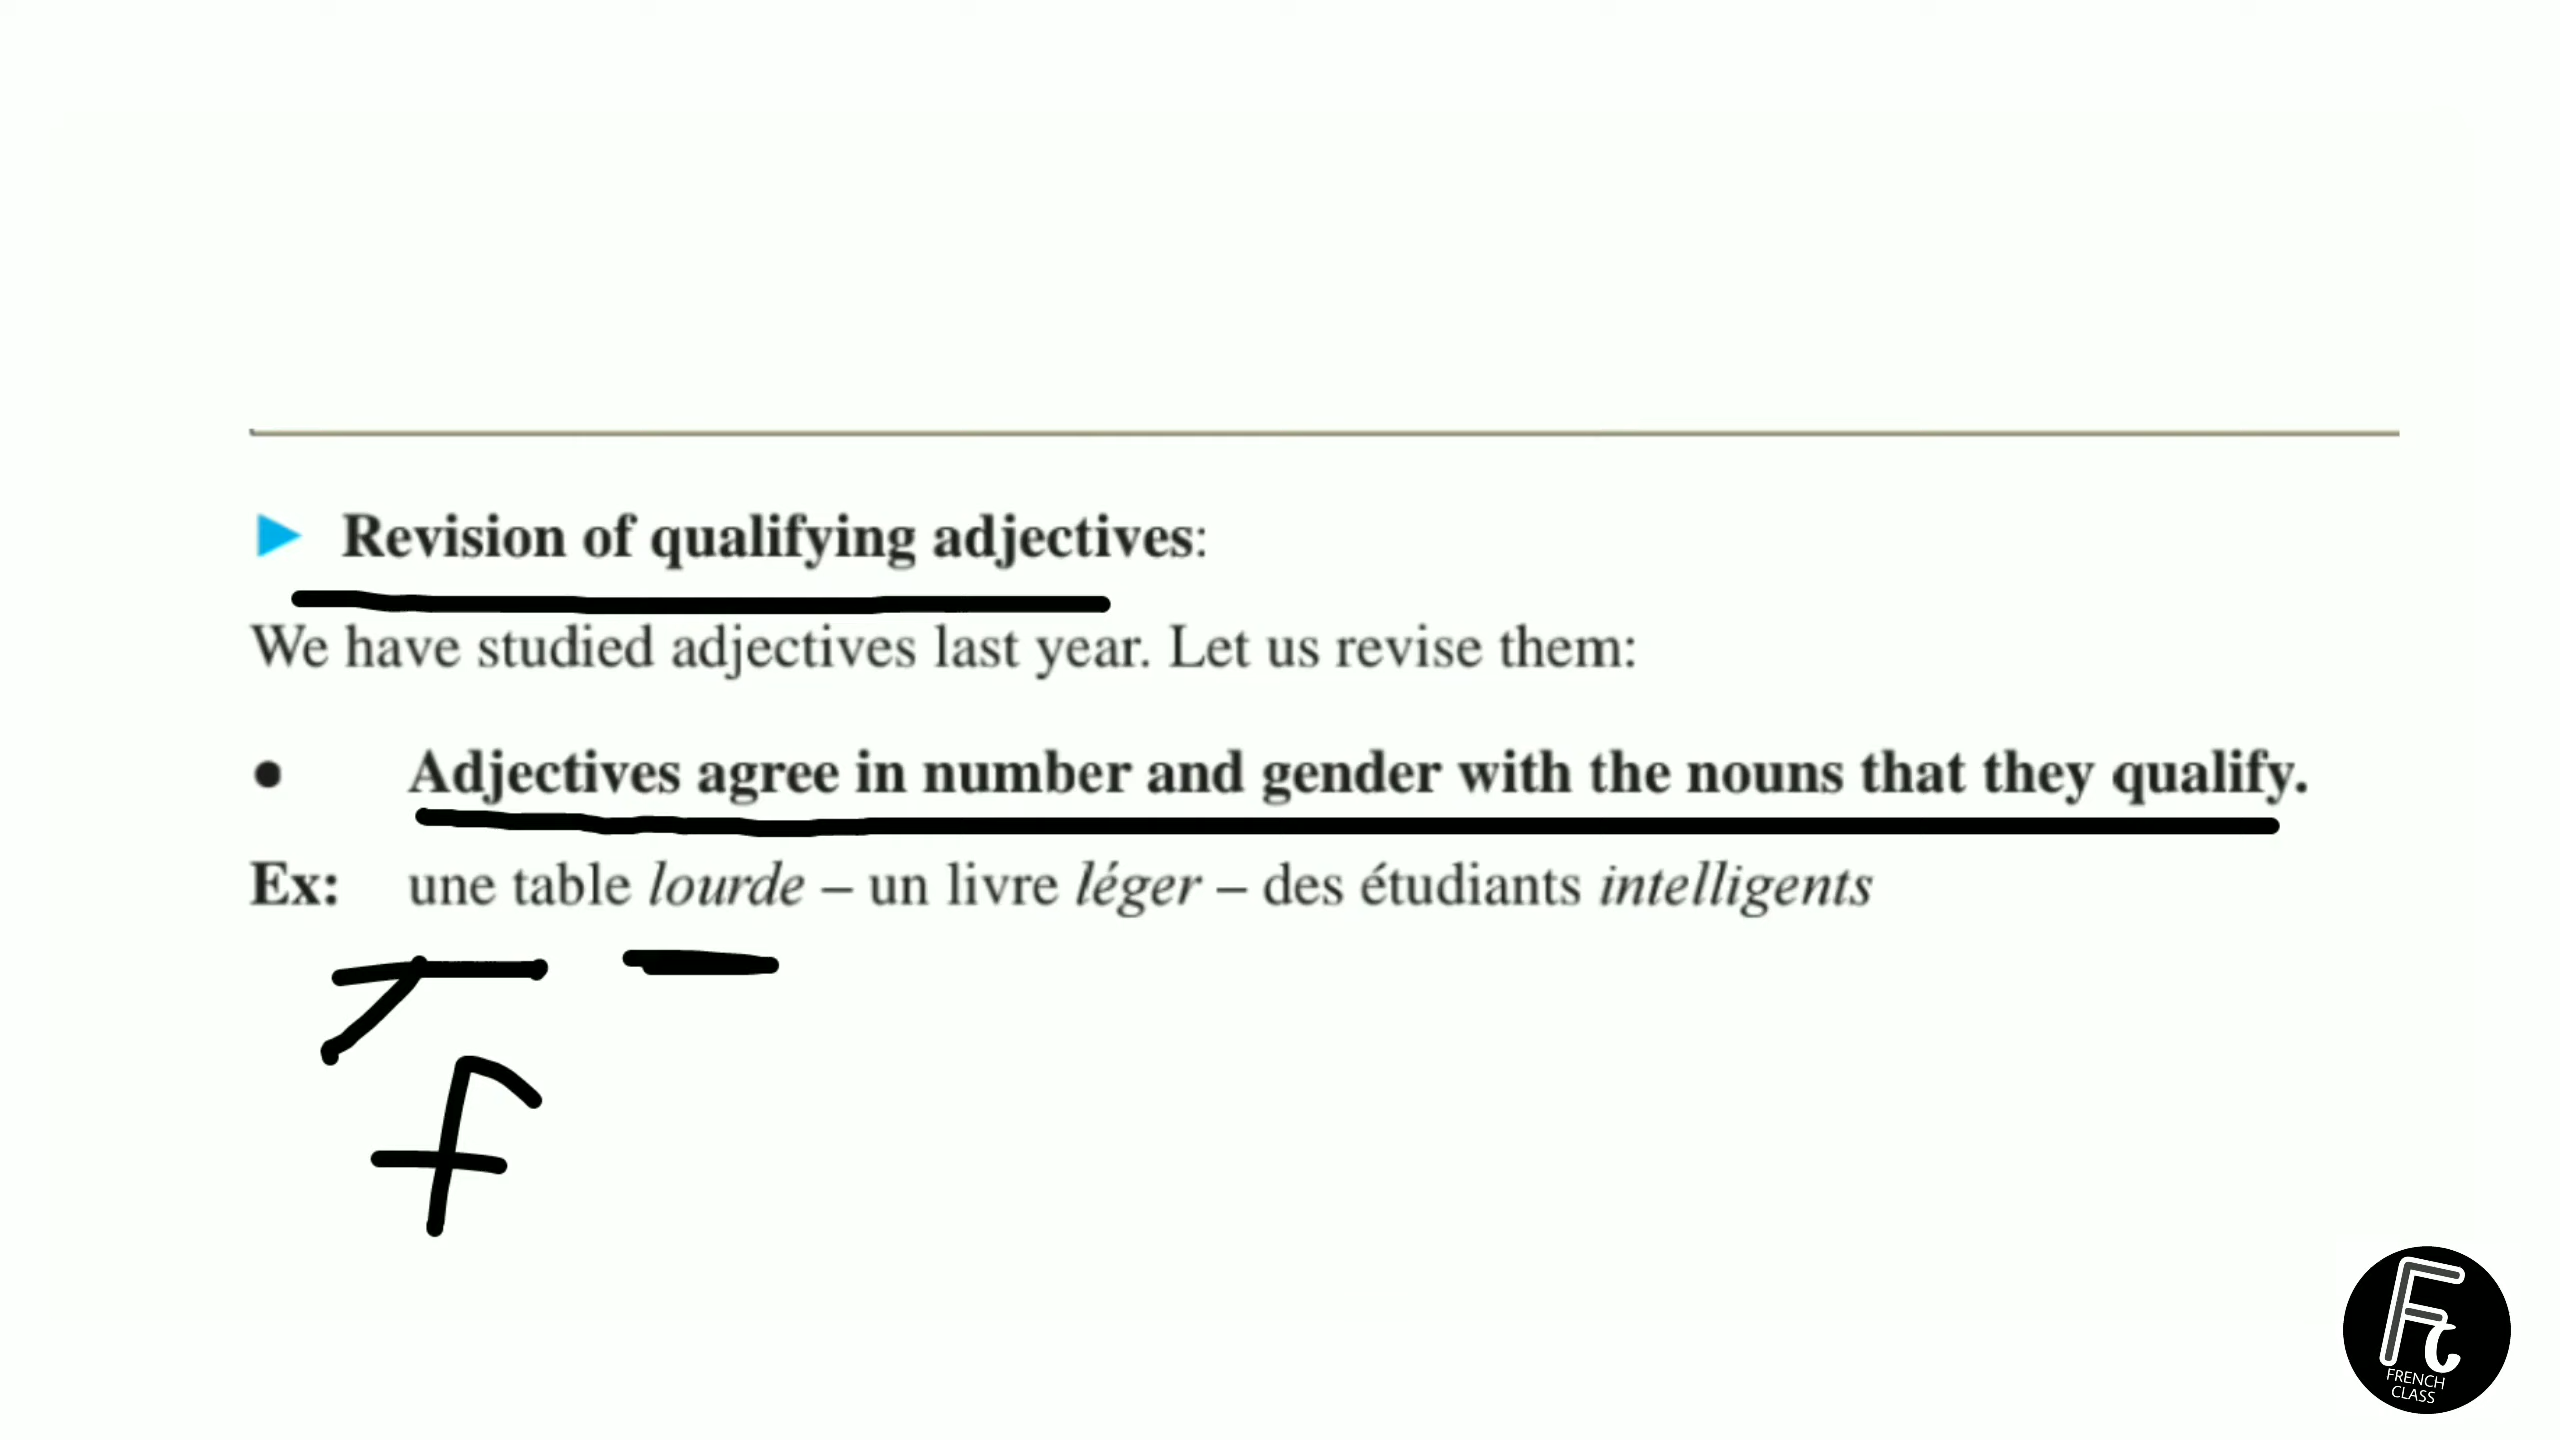 Revision of qualifying adjectives:
We have studied adjectives last year. Let us revise them:
● Adjectives agree in number and gender with the nouns that they qualify.
Ex: une table lourde – un livre léger – des étudiants intelligents
f
Fc
FRENCH
CLASS